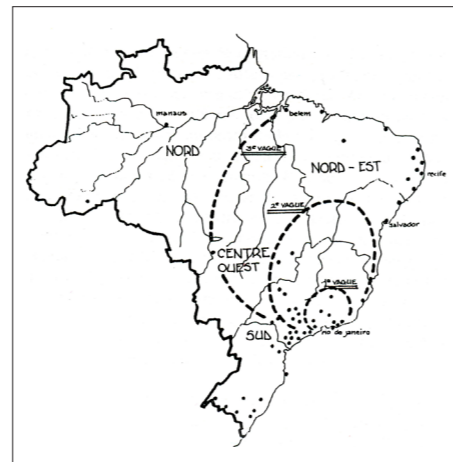 manaus
belem
NORD
3e VAGUE
NORD-EST
recife
2e VAGUE
Salvador
CENTRE
OUEST
1e VAGUE
rio de janeiro
SUD